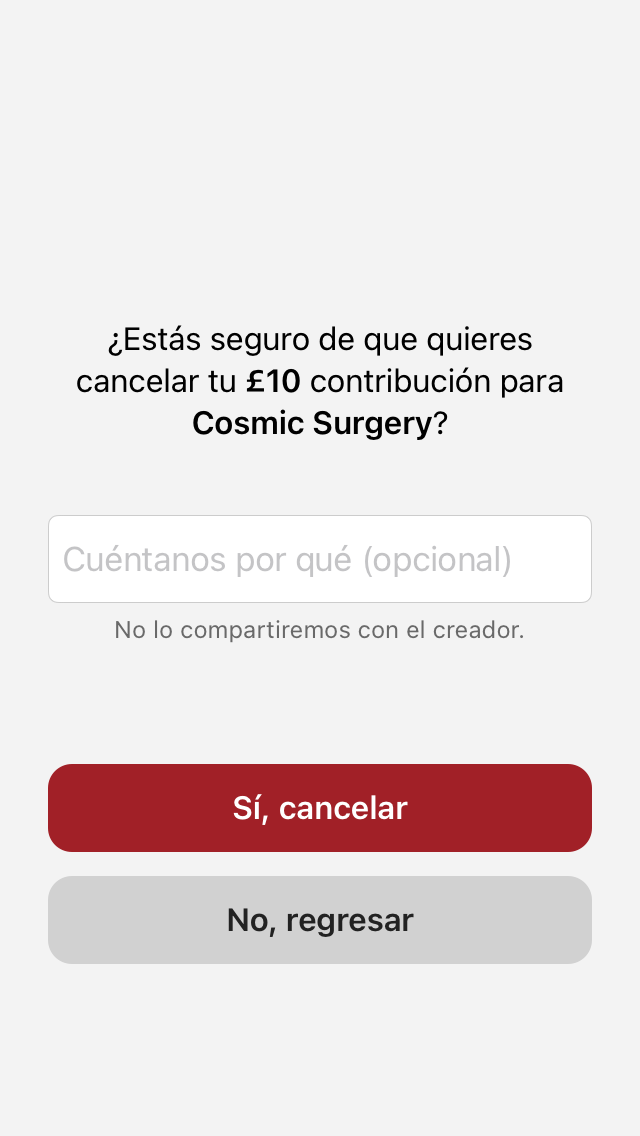 ¿Estás seguro de que quieres
cancelar tu £10 contribución para
Cosmic Surgery?
Cuéntanos por qué (opcional)
No lo compartiremos con el creador.
Sí, cancelar
No, regresar